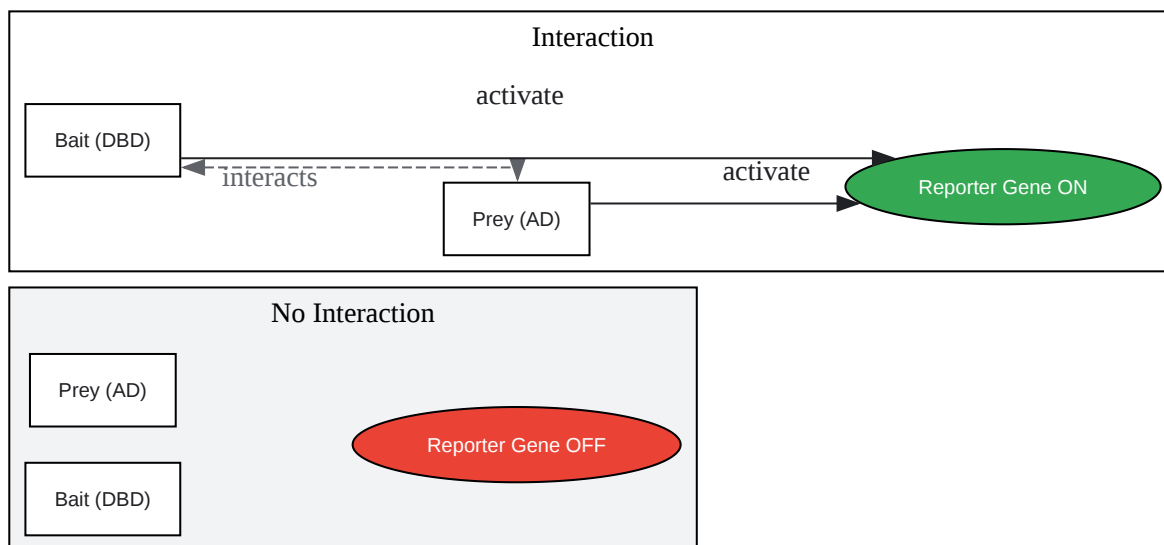 Interaction
activate
Bait (DBD)
interacts
activate
Prey (AD)
Reporter Gene ON
No Interaction
Prey (AD)
Reporter Gene OFF
Bait (DBD)